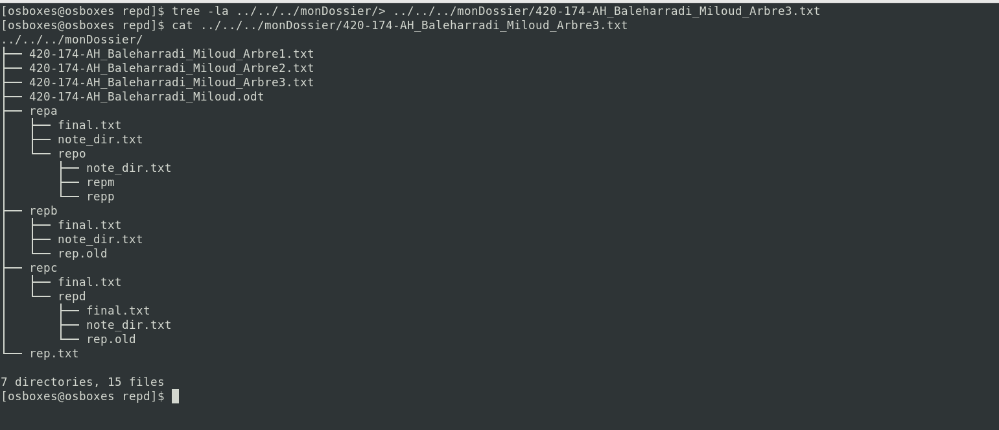 [osboxes@osboxes repd]$ tree -la ../../../monDossier/> ../../../monDossier/420-174-AH_Baleharradi_Miloud_Arbre3.txt
[osboxes@osboxes repd]$ cat ../../../monDossier/420-174-AH_Baleharradi_Miloud_Arbre3.txt
../../../monDossier/
├── 420-174-AH_Baleharradi_Miloud_Arbre1.txt
├── 420-174-AH_Baleharradi_Miloud_Arbre2.txt
├── 420-174-AH_Baleharradi_Miloud_Arbre3.txt
├── 420-174-AH_Baleharradi_Miloud.odt
├── repa
│   ├── final.txt
│   ├── note_dir.txt
│   └── repo
│       ├── note_dir.txt
│       ├── repm
│       └── repp
├── repb
│   ├── final.txt
│   ├── note_dir.txt
│   └── rep.old
├── repc
│   ├── final.txt
│   └── repd
│       ├── final.txt
│       ├── note_dir.txt
│       └── rep.old
└── rep.txt

7 directories, 15 files
[osboxes@osboxes repd]$